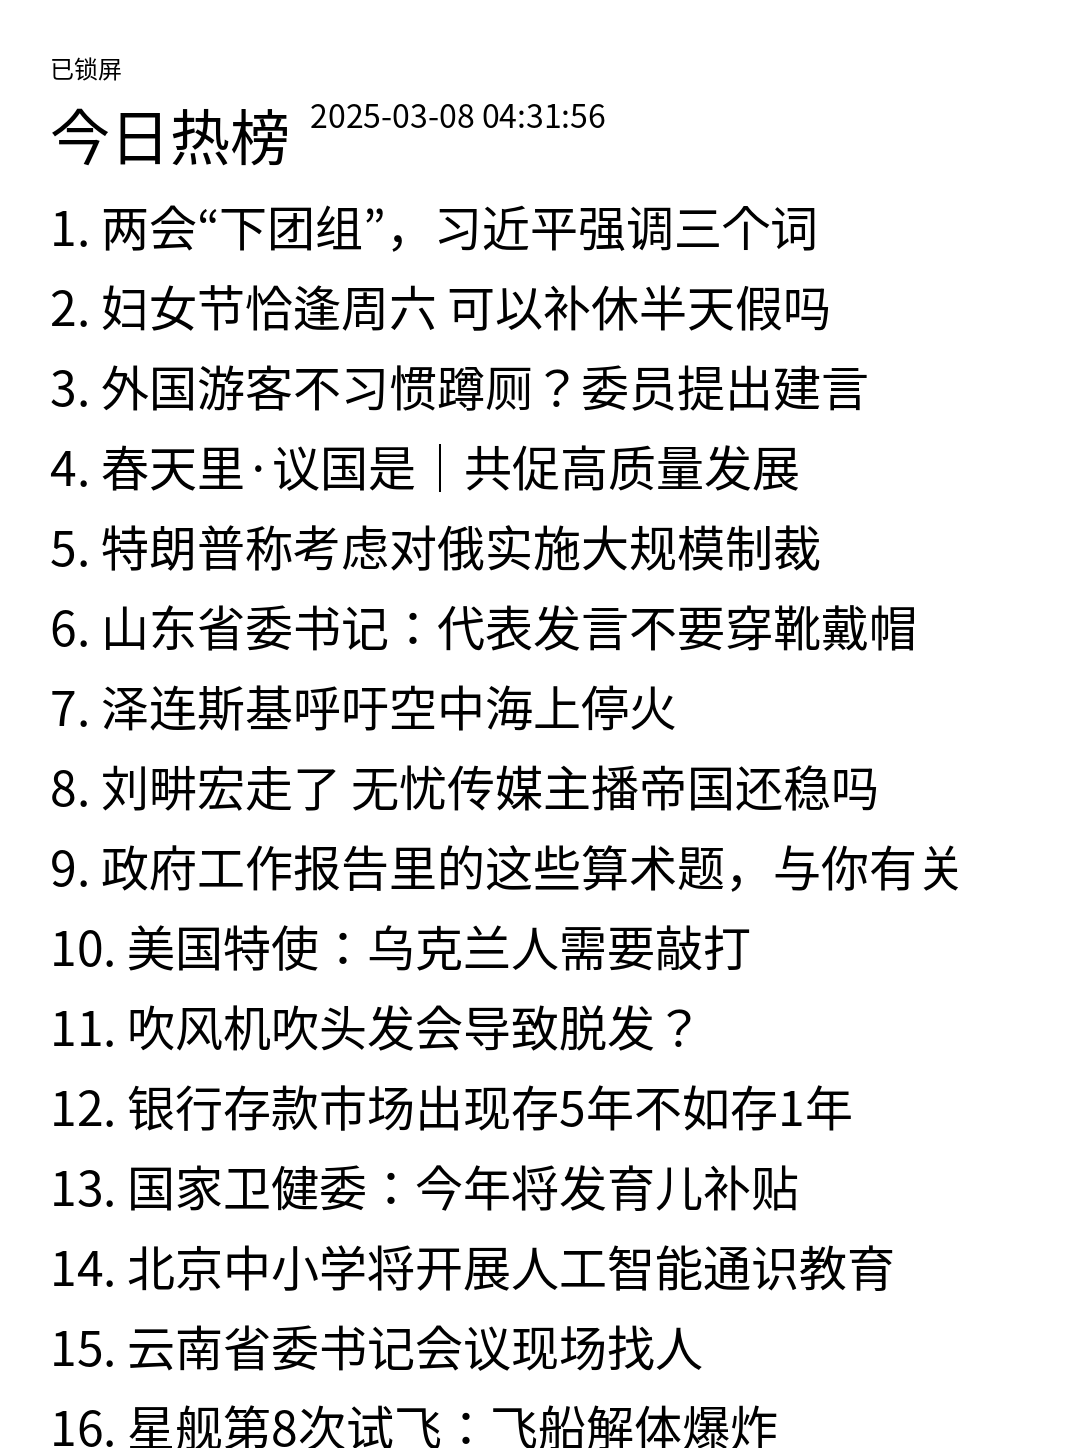 已锁屏
今日热榜 2025-03-08 04:31:56
1. 两会“下团组”，习近平强调三个词
2. 妇女节恰逢周六 可以补休半天假吗
3. 外国游客不习惯蹲厕？委员提出建言
4. 春天里·议国是｜共促高质量发展
5. 特朗普称考虑对俄实施大规模制裁
6. 山东省委书记：代表发言不要穿靴戴帽
7. 泽连斯基呼吁空中海上停火
8. 刘畊宏走了 无忧传媒主播帝国还稳吗
9. 政府工作报告里的这些算术题，与你有关
10. 美国特使：乌克兰人需要敲打
11. 吹风机吹头发会导致脱发？
12. 银行存款市场出现存5年不如存1年
13. 国家卫健委：今年将发育儿补贴
14. 北京中小学将开展人工智能通识教育
15. 云南省委书记会议现场找人
16. 星舰第8次试飞：飞船解体爆炸